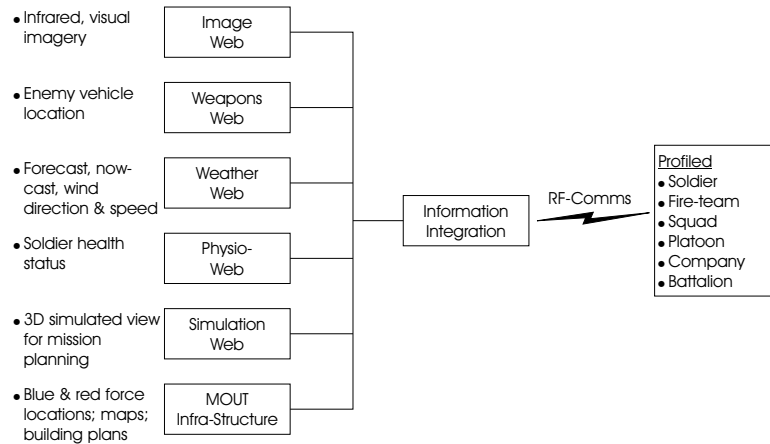 • Infrared, visual
imagery
Image
Web
• Enemy vehicle
location
Weapons
Web
• Forecast, now-
cast, wind
direction & speed
Weather
Web
• Soldier health
status
Physio-
Web
• 3D simulated view
for mission
planning
Simulation
Web
• Blue & red force
locations; maps;
building plans
MOUT
Infra-Structure
Information
Integration
RF-Comms
Profiled
• Soldier
• Fire-team
• Squad
• Platoon
• Company
• Battalion